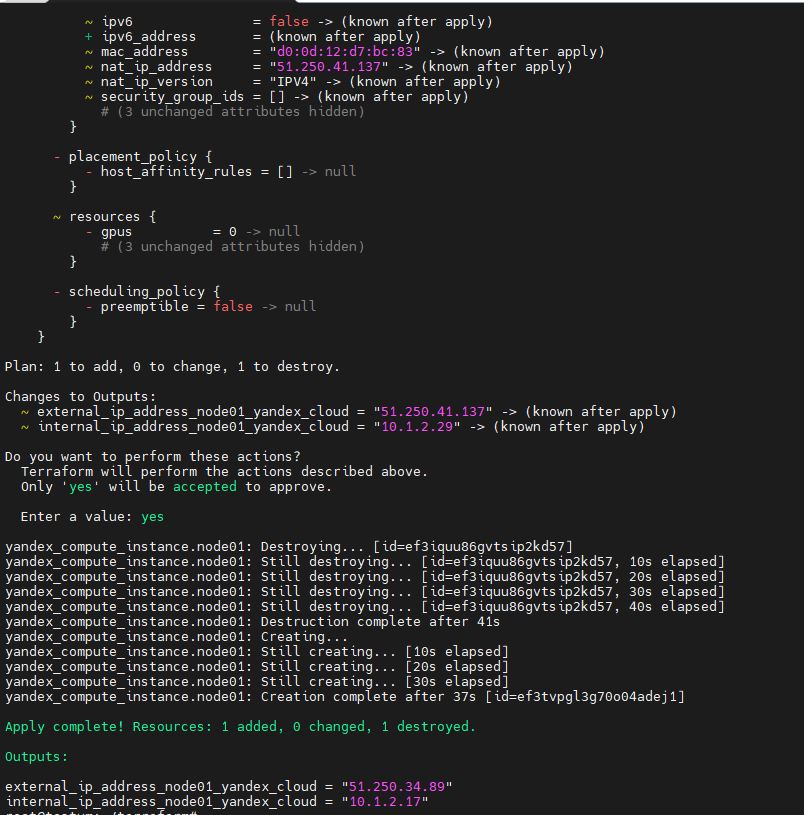 ~ ipv6               = false -> (known after apply)
+ ipv6_address       = (known after apply)
~ mac_address        = "d0:0d:12:d7:bc:83" -> (known after apply)
~ nat_ip_address     = "51.250.41.137" -> (known after apply)
~ nat_ip_version     = "IPV4" -> (known after apply)
~ security_group_ids = [] -> (known after apply)
# (3 unchanged attributes hidden)
}
- placement_policy {
- host_affinity_rules = [] -> null
}
~ resources {
- gpus          = 0 -> null
# (3 unchanged attributes hidden)
}
- scheduling_policy {
- preemptible = false -> null
}
}
Plan: 1 to add, 0 to change, 1 to destroy.
Changes to Outputs:
~ external_ip_address_node01_yandex_cloud = "51.250.41.137" -> (known after apply)
~ internal_ip_address_node01_yandex_cloud = "10.1.2.29" -> (known after apply)
Do you want to perform these actions?
Terraform will perform the actions described above.
Only 'yes' will be accepted to approve.
Enter a value: yes
yandex_compute_instance.node01: Destroying... [id=ef3iquu86gvtsip2kd57]
yandex_compute_instance.node01: Still destroying... [id=ef3iquu86gvtsip2kd57, 10s elapsed]
yandex_compute_instance.node01: Still destroying... [id=ef3iquu86gvtsip2kd57, 20s elapsed]
yandex_compute_instance.node01: Still destroying... [id=ef3iquu86gvtsip2kd57, 30s elapsed]
yandex_compute_instance.node01: Still destroying... [id=ef3iquu86gvtsip2kd57, 40s elapsed]
yandex_compute_instance.node01: Destruction complete after 41s
yandex_compute_instance.node01: Creating...
yandex_compute_instance.node01: Still creating... [10s elapsed]
yandex_compute_instance.node01: Still creating... [20s elapsed]
yandex_compute_instance.node01: Still creating... [30s elapsed]
yandex_compute_instance.node01: Creation complete after 37s [id=ef3tvpgl3g70o04adej1]
Apply complete! Resources: 1 added, 0 changed, 1 destroyed.
Outputs:
external_ip_address_node01_yandex_cloud = "51.250.34.89"
internal_ip_address_node01_yandex_cloud = "10.1.2.17"